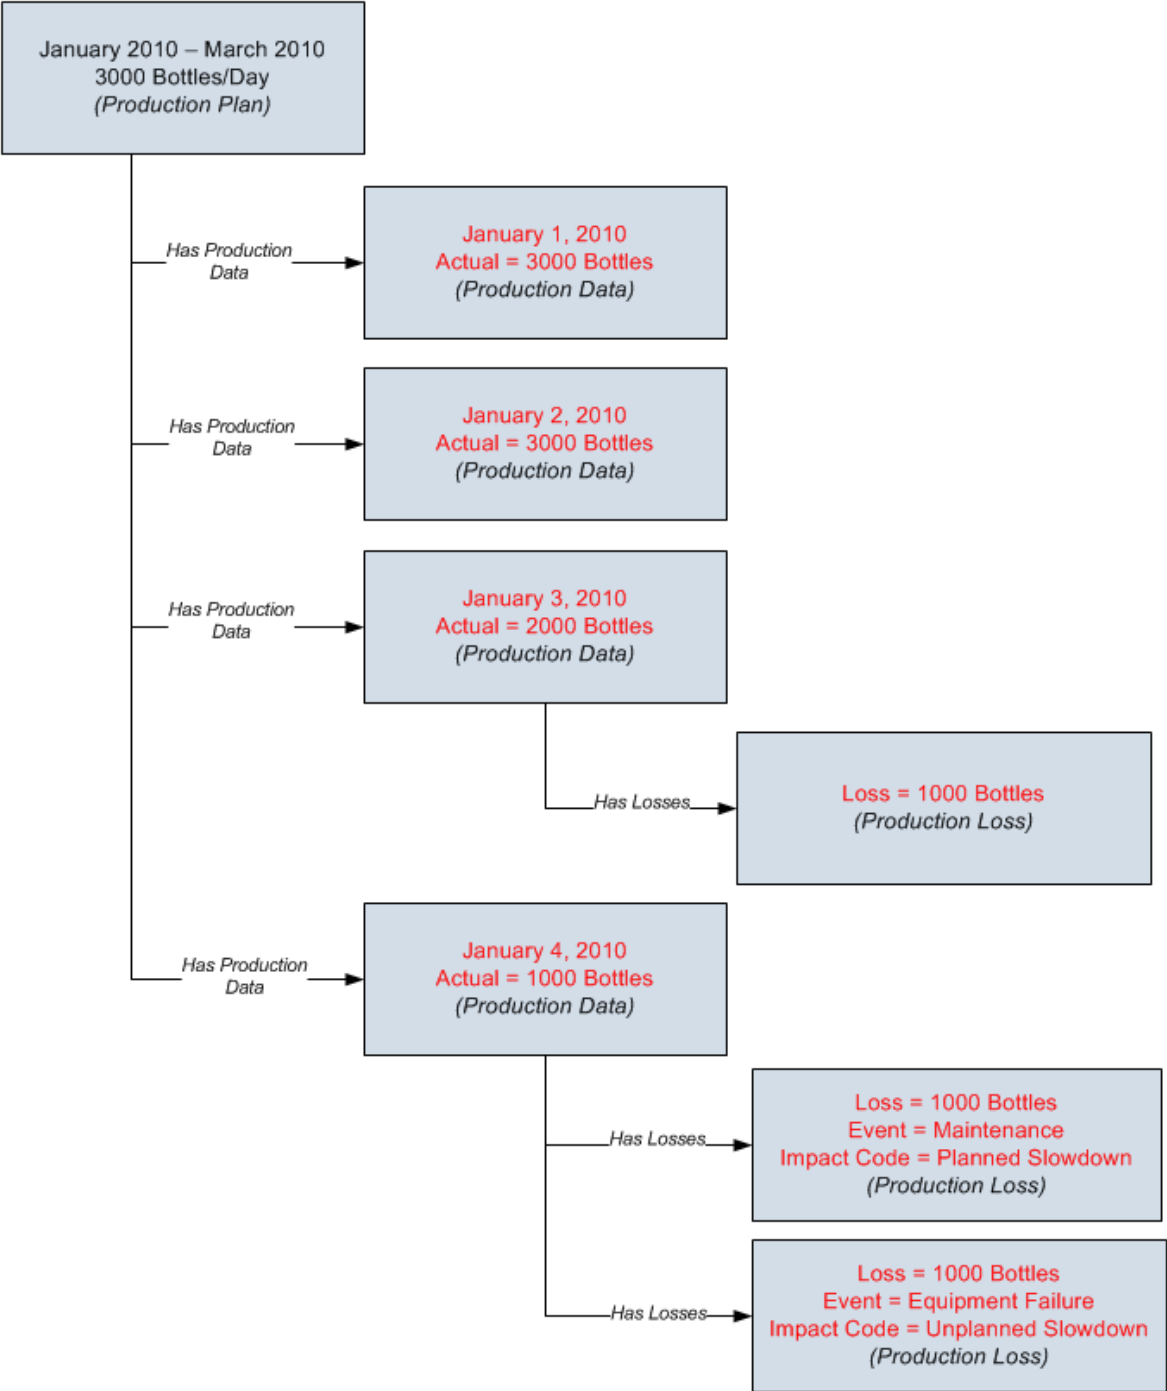 January 2010 – March 2010
3000 Bottles/Day
(Production Plan)
Has Production
Data
January 1, 2010
Actual = 3000 Bottles
(Production Data)
Has Production
Data
January 2, 2010
Actual = 3000 Bottles
(Production Data)
Has Production
Data
January 3, 2010
Actual = 2000 Bottles
(Production Data)
Has Losses
Loss = 1000 Bottles
(Production Loss)
Has Production
Data
January 4, 2010
Actual = 1000 Bottles
(Production Data)
Has Losses
Loss = 1000 Bottles
Event = Maintenance
Impact Code = Planned Slowdown
(Production Loss)
Has Losses
Loss = 1000 Bottles
Event = Equipment Failure
Impact Code = Unplanned Slowdown
(Production Loss)